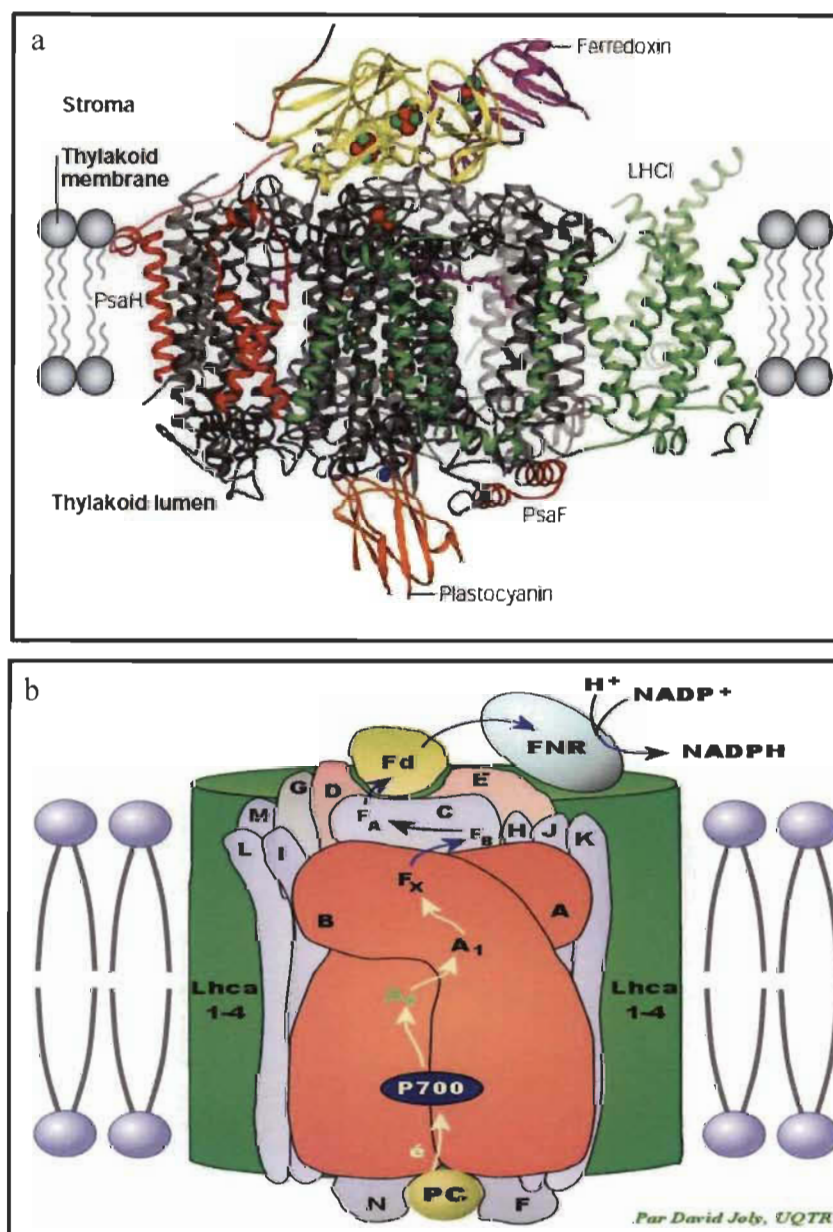 a
Ferredoxin
Stroma
Thylakoid
membrane
LHCI
PsaH
Thylakoid lumen
PsaF
Plastocyanin
b
H+
NADP+
FNR
NADPH
Fd
G
D
E
M
C
H
J
K
L
I
FA
FB
FX
B
A
A1
Lhca
1-4
Lhca
1-4
P700
é
N
PC
F
Par David Joly, UQTR